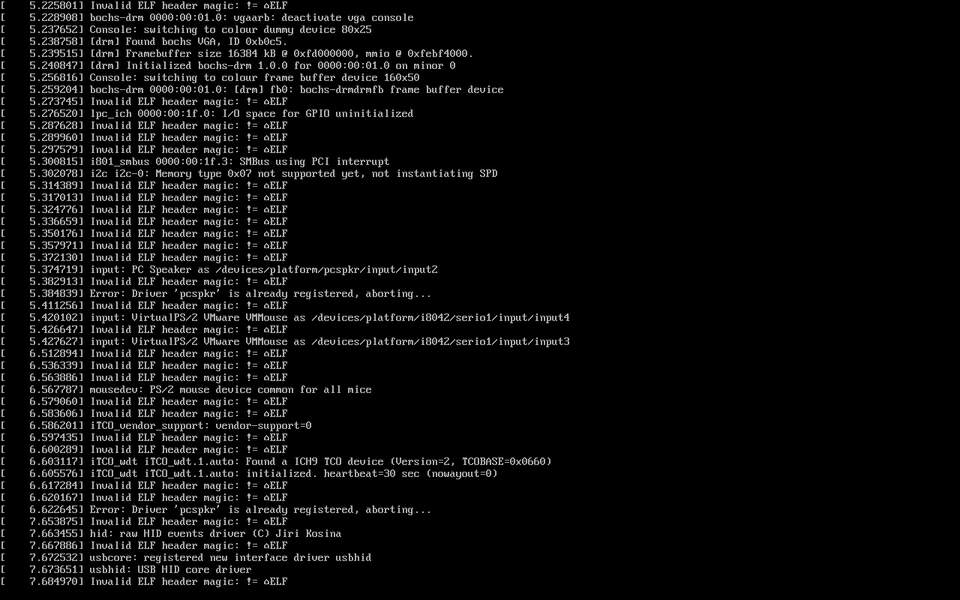 [    5.225801] Invalid ELF header magic: != ⌂ELF
[    5.228908] bochs-drm 0000:00:01.0: vgaarb: deactivate vga console
[    5.237652] Console: switching to colour dummy device 80x25
[    5.238758] [drm] Found bochs VGA, ID 0xb0c5.
[    5.239515] [drm] Framebuffer size 16384 kB @ 0xfd000000, mmio @ 0xfebf4000.
[    5.240847] [drm] Initialized bochs-drm 1.0.0 for 0000:00:01.0 on minor 0
[    5.256816] Console: switching to colour frame buffer device 160x50
[    5.259204] bochs-drm 0000:00:01.0: [drm] fb0: bochs-drmdrmfb frame buffer device
[    5.273745] Invalid ELF header magic: != ⌂ELF
[    5.276520] lpc_ich 0000:00:1f.0: I/O space for GPIO uninitialized
[    5.287628] Invalid ELF header magic: != ⌂ELF
[    5.289960] Invalid ELF header magic: != ⌂ELF
[    5.297579] Invalid ELF header magic: != ⌂ELF
[    5.300815] i801_smbus 0000:00:1f.3: SMBus using PCI interrupt
[    5.302078] i2c i2c-0: Memory type 0x07 not supported yet, not instantiating SPD
[    5.314389] Invalid ELF header magic: != ⌂ELF
[    5.317013] Invalid ELF header magic: != ⌂ELF
[    5.324776] Invalid ELF header magic: != ⌂ELF
[    5.336659] Invalid ELF header magic: != ⌂ELF
[    5.350176] Invalid ELF header magic: != ⌂ELF
[    5.357971] Invalid ELF header magic: != ⌂ELF
[    5.372130] Invalid ELF header magic: != ⌂ELF
[    5.374719] input: PC Speaker as /devices/platform/pcspkr/input/input2
[    5.382913] Invalid ELF header magic: != ⌂ELF
[    5.384839] Error: Driver 'pcspkr' is already registered, aborting...
[    5.411256] Invalid ELF header magic: != ⌂ELF
[    5.420102] input: VirtualPS/2 VMware VMMouse as /devices/platform/i8042/serio1/input/input4
[    5.426647] Invalid ELF header magic: != ⌂ELF
[    5.427627] input: VirtualPS/2 VMware VMMouse as /devices/platform/i8042/serio1/input/input3
[    6.512894] Invalid ELF header magic: != ⌂ELF
[    6.536339] Invalid ELF header magic: != ⌂ELF
[    6.563886] Invalid ELF header magic: != ⌂ELF
[    6.567787] mousedev: PS/2 mouse device common for all mice
[    6.579060] Invalid ELF header magic: != ⌂ELF
[    6.583606] Invalid ELF header magic: != ⌂ELF
[    6.586201] iTCO_vendor_support: vendor-support=0
[    6.597435] Invalid ELF header magic: != ⌂ELF
[    6.600289] Invalid ELF header magic: != ⌂ELF
[    6.603117] iTCO_wdt iTCO_wdt.1.auto: Found a ICH9 TCO device (Version=2, TCOBASE=0x0660)
[    6.605576] iTCO_wdt iTCO_wdt.1.auto: initialized. heartbeat=30 sec (nowayout=0)
[    6.617284] Invalid ELF header magic: != ⌂ELF
[    6.620167] Invalid ELF header magic: != ⌂ELF
[    6.622645] Error: Driver 'pcspkr' is already registered, aborting...
[    7.653875] Invalid ELF header magic: != ⌂ELF
[    7.663455] hid: raw HID events driver (C) Jiri Kosina
[    7.667886] Invalid ELF header magic: != ⌂ELF
[    7.672532] usbcore: registered new interface driver usbhid
[    7.673651] usbhid: USB HID core driver
[    7.684970] Invalid ELF header magic: != ⌂ELF